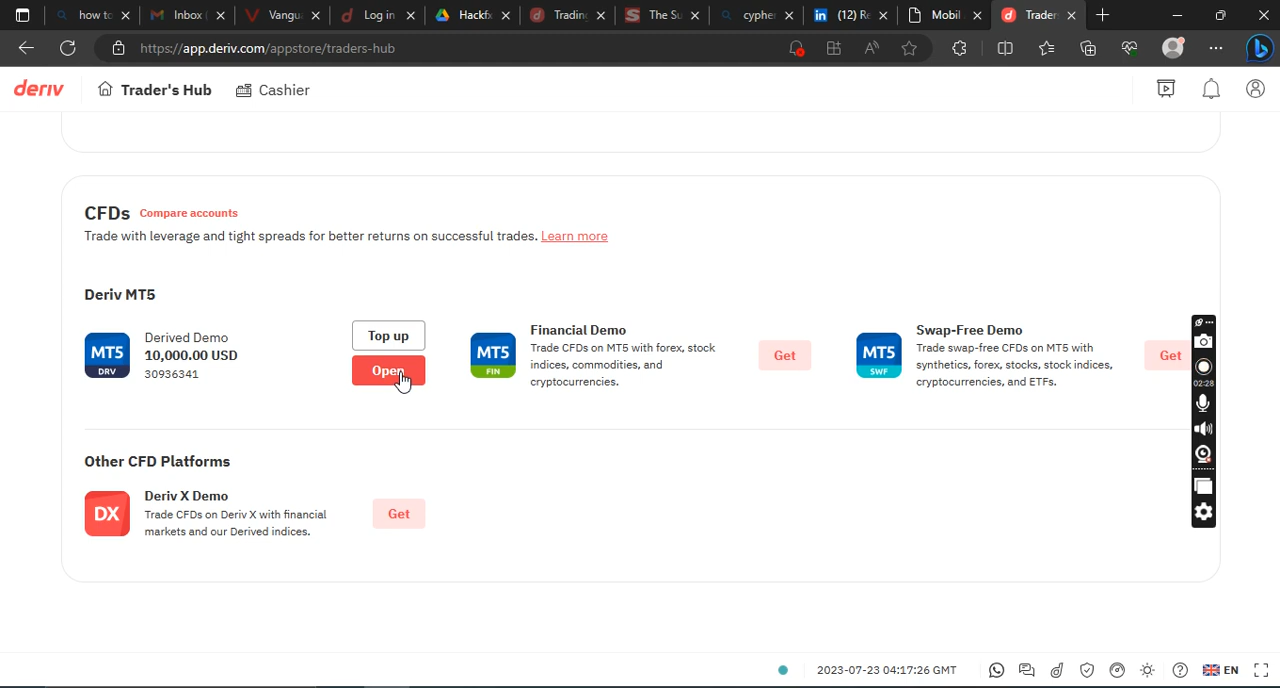 how to
Inbox (
Vangu
Log in
Hackfx
Trading
The Su
cyphe
(12) Re
Mobil
Trader
https://app.deriv.com/appstore/traders-hub
deriv Trader's Hub Cashier
CFDs Compare accounts
Trade with leverage and tight spreads for better returns on successful trades. Learn more
Deriv MT5
MT5
DRV
Derived Demo
10,000.00 USD
30936341
Top up
Open
MT5
FIN
Financial Demo
Trade CFDs on MT5 with forex, stock
indices, commodities, and
cryptocurrencies.
Get
MT5
SWF
Swap-Free Demo
Trade swap-free CFDs on MT5 with
synthetics, forex, stocks, stock indices,
cryptocurrencies, and ETFs.
Get
02:28
Other CFD Platforms
DX
Deriv X Demo
Trade CFDs on Deriv X with financial
markets and our Derived indices.
Get
2023-07-23 04:17:26 GMT
EN